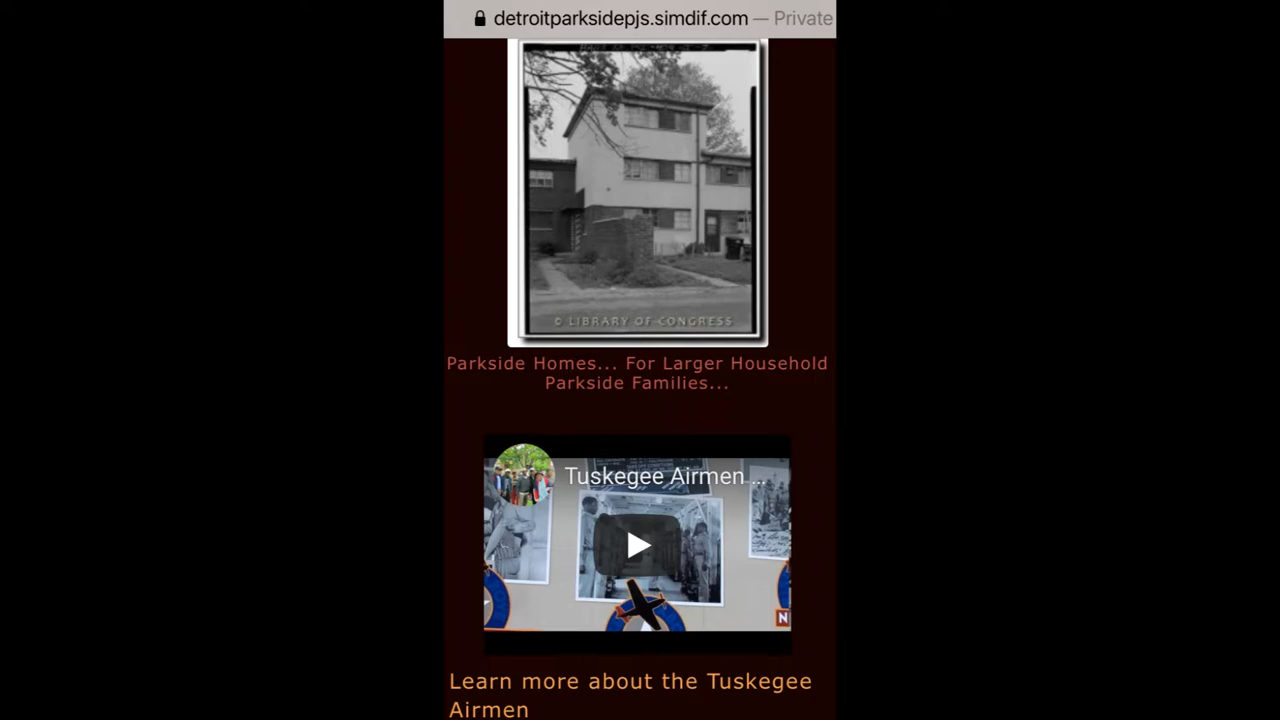 detroitparksidepjs.simdif.com — Private
© LIBRARY OF CONGRESS
Parkside Homes... For Larger Household
Parkside Families...
Tuskegee Airmen ...
N
Learn more about the Tuskegee
Airmen